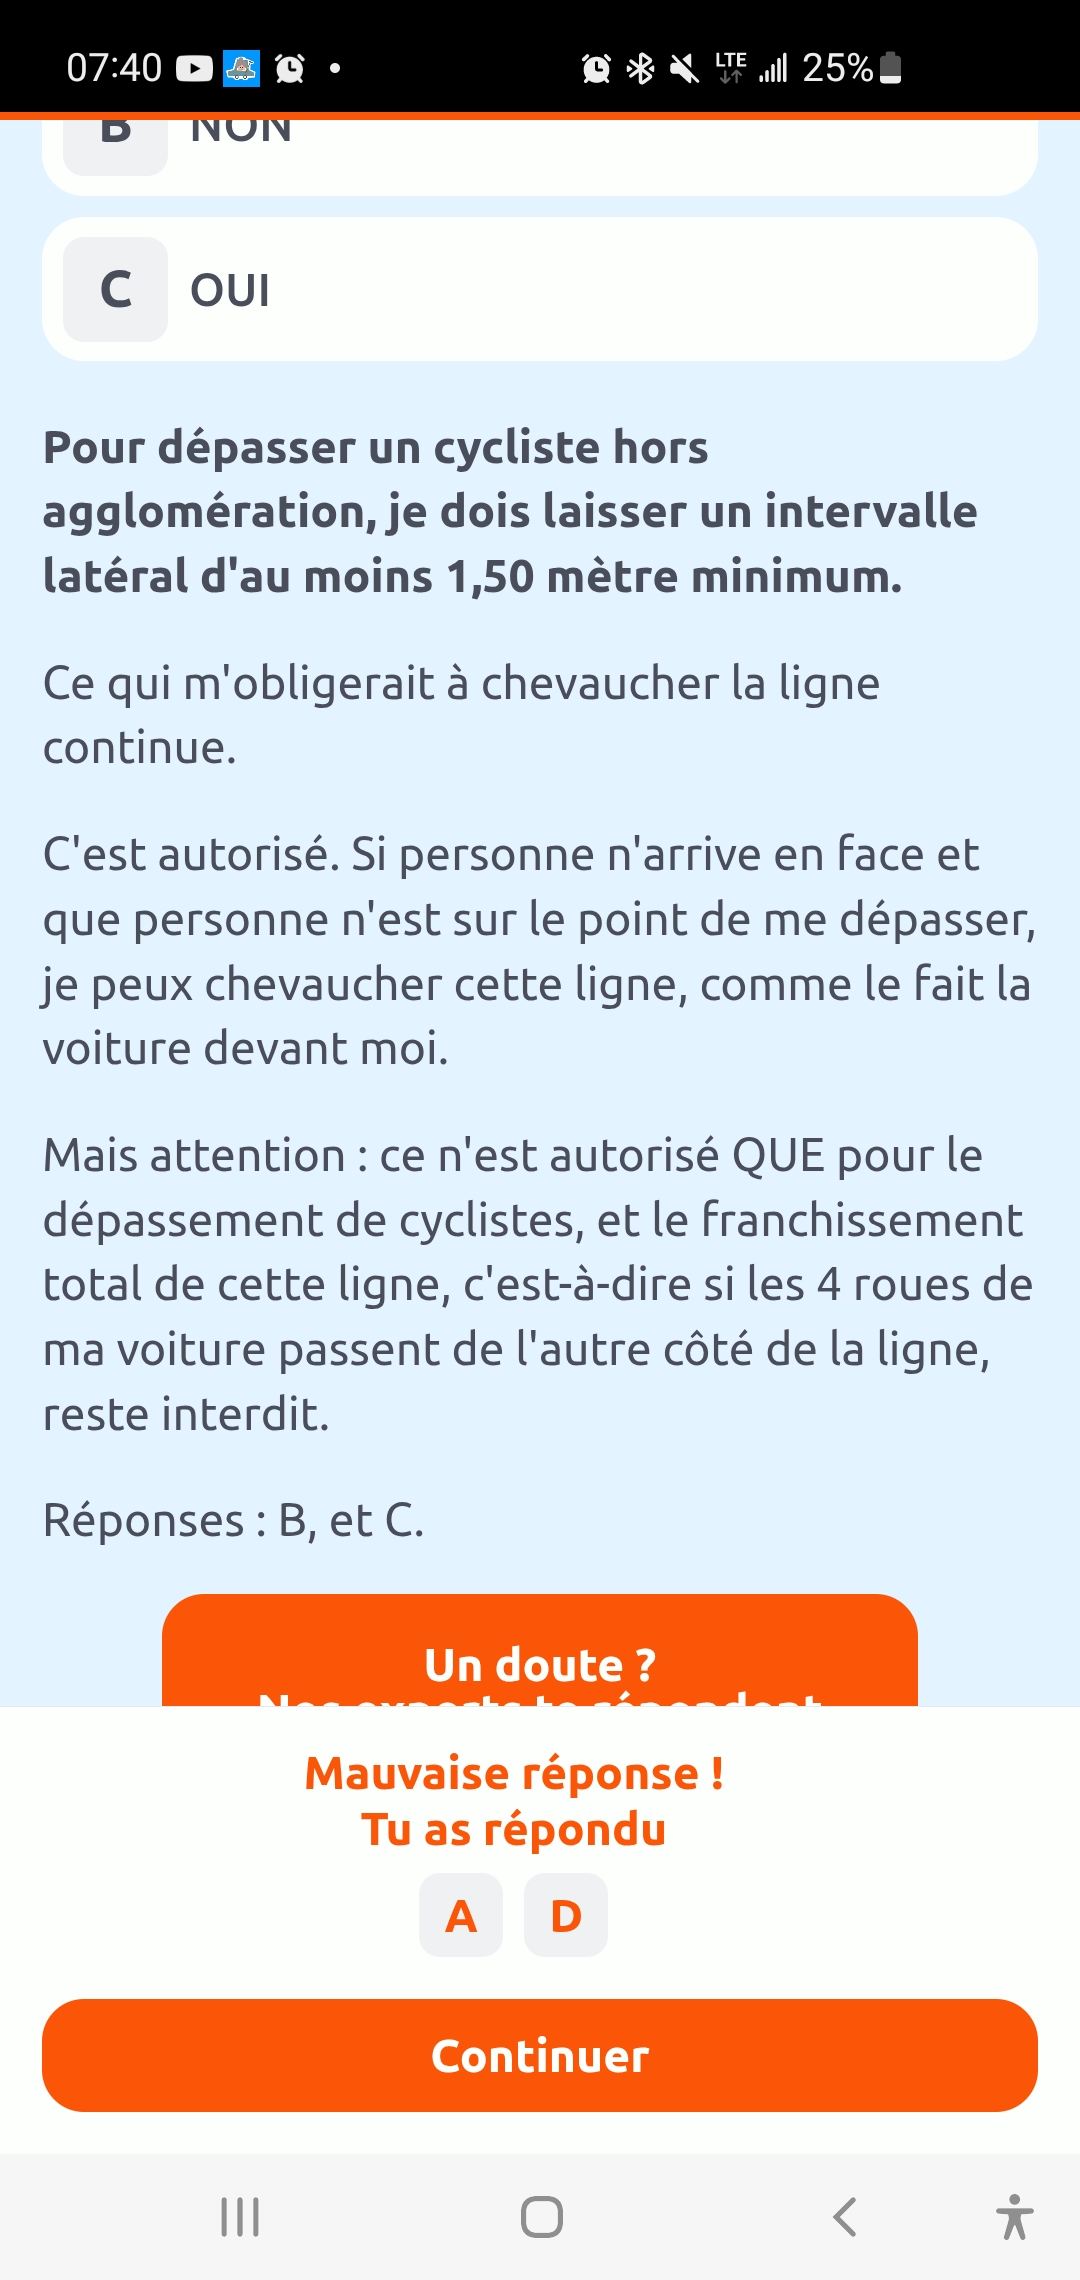 07:40 LTE 25%
B NON
C OUI
Pour dépasser un cycliste hors
agglomération, je dois laisser un intervalle
latéral d'au moins 1,50 mètre minimum.
Ce qui m'obligerait à chevaucher la ligne
continue.
C'est autorisé. Si personne n'arrive en face et
que personne n'est sur le point de me dépasser,
je peux chevaucher cette ligne, comme le fait la
voiture devant moi.
Mais attention : ce n'est autorisé QUE pour le
dépassement de cyclistes, et le franchissement
total de cette ligne, c'est-à-dire si les 4 roues de
ma voiture passent de l'autre côté de la ligne,
reste interdit.
Réponses : B, et C.
Un doute ?
Nos experts te répondent
Mauvaise réponse !
Tu as répondu
A D
Continuer